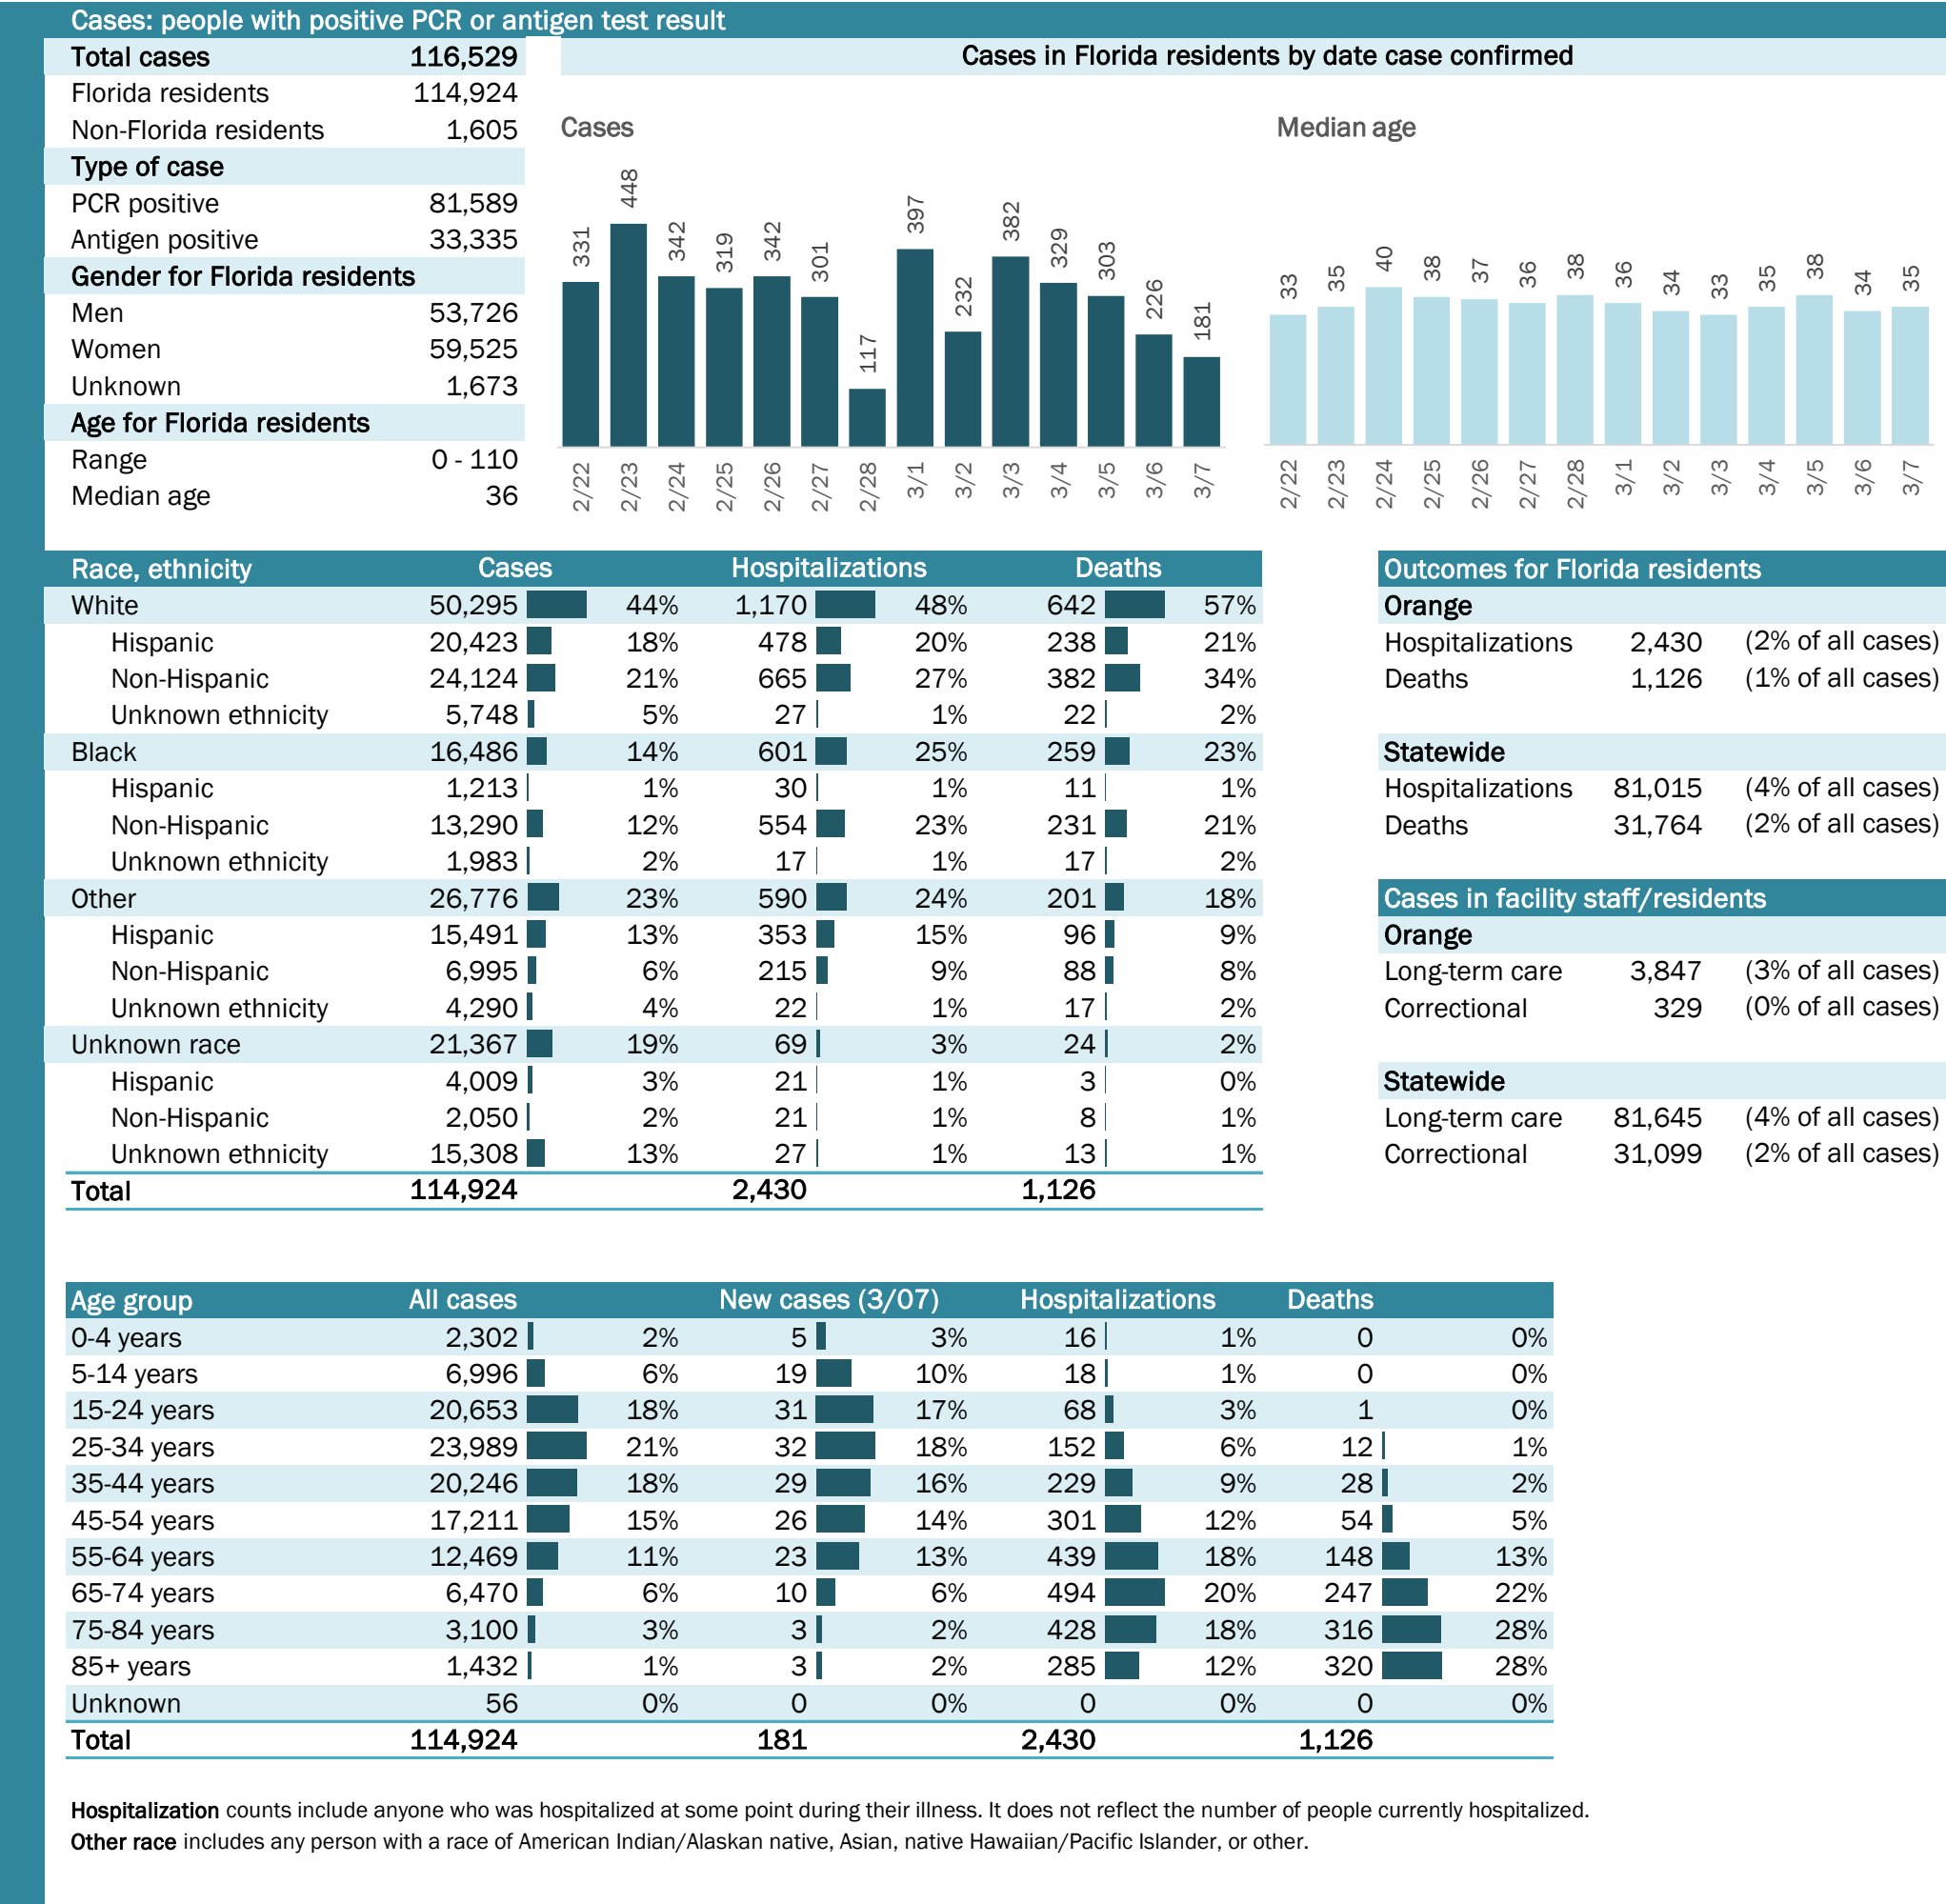 Cases: people with positive PCR or antigen test result
Total cases 116,529
Florida residents 114,924
Non-Florida residents 1,605
Type of case
PCR positive 81,589
Antigen positive 33,335
Gender for Florida residents
Men 53,726
Women 59,525
Unknown 1,673
Age for Florida residents
Range 0 - 110
Median age 36
Cases in Florida residents by date case confirmed
Cases
331 448 342 319 342 301 117 397 232 382 329 303 226 181
2/22 2/23 2/24 2/25 2/26 2/27 2/28 3/1 3/2 3/3 3/4 3/5 3/6 3/7
Median age
33 35 40 38 37 36 38 36 34 33 35 38 34 35
2/22 2/23 2/24 2/25 2/26 2/27 2/28 3/1 3/2 3/3 3/4 3/5 3/6 3/7
Race, ethnicity Cases Hospitalizations Deaths
White 50,295 44% 1,170 48% 642 57%
Hispanic 20,423 18% 478 20% 238 21%
Non-Hispanic 24,124 21% 665 27% 382 34%
Unknown ethnicity 5,748 5% 27 1% 22 2%
Black 16,486 14% 601 25% 259 23%
Hispanic 1,213 1% 30 1% 11 1%
Non-Hispanic 13,290 12% 554 23% 231 21%
Unknown ethnicity 1,983 2% 17 1% 17 2%
Other 26,776 23% 590 24% 201 18%
Hispanic 15,491 13% 353 15% 96 9%
Non-Hispanic 6,995 6% 215 9% 88 8%
Unknown ethnicity 4,290 4% 22 1% 17 2%
Unknown race 21,367 19% 69 3% 24 2%
Hispanic 4,009 3% 21 1% 3 0%
Non-Hispanic 2,050 2% 21 1% 8 1%
Unknown ethnicity 15,308 13% 27 1% 13 1%
Total 114,924 2,430 1,126
Outcomes for Florida residents
Orange
Hospitalizations 2,430 (2% of all cases)
Deaths 1,126 (1% of all cases)
Statewide
Hospitalizations 81,015 (4% of all cases)
Deaths 31,764 (2% of all cases)
Cases in facility staff/residents
Orange
Long-term care 3,847 (3% of all cases)
Correctional 329 (0% of all cases)
Statewide
Long-term care 81,645 (4% of all cases)
Correctional 31,099 (2% of all cases)
Age group All cases New cases (3/07) Hospitalizations Deaths
0-4 years 2,302 2% 5 3% 16 1% 0 0%
5-14 years 6,996 6% 19 10% 18 1% 0 0%
15-24 years 20,653 18% 31 17% 68 3% 1 0%
25-34 years 23,989 21% 32 18% 152 6% 12 1%
35-44 years 20,246 18% 29 16% 229 9% 28 2%
45-54 years 17,211 15% 26 14% 301 12% 54 5%
55-64 years 12,469 11% 23 13% 439 18% 148 13%
65-74 years 6,470 6% 10 6% 494 20% 247 22%
75-84 years 3,100 3% 3 2% 428 18% 316 28%
85+ years 1,432 1% 3 2% 285 12% 320 28%
Unknown 56 0% 0 0% 0 0% 0 0%
Total 114,924 181 2,430 1,126
Hospitalization counts include anyone who was hospitalized at some point during their illness. It does not reflect the number of people currently hospitalized.
Other race includes any person with a race of American Indian/Alaskan native, Asian, native Hawaiian/Pacific Islander, or other.